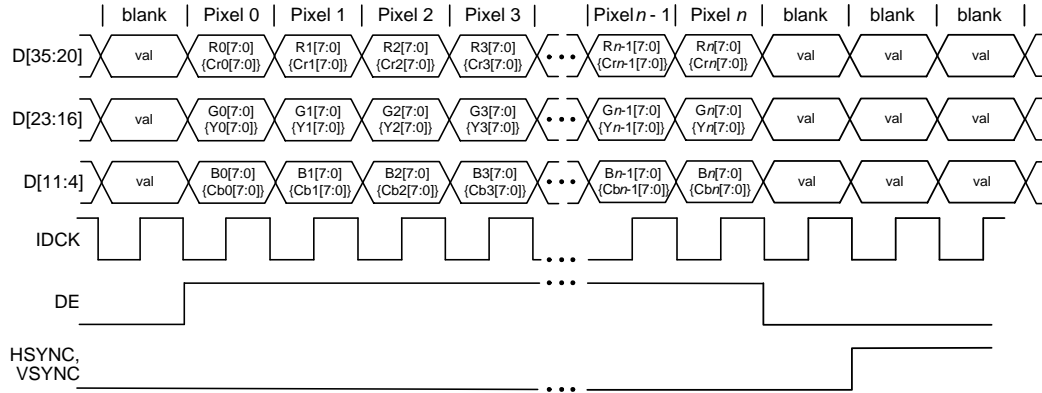 blank Pixel 0 Pixel 1 Pixel 2 Pixel 3 Pixel n - 1 Pixel n blank blank blank
D[35:20] val R0[7:0] R1[7:0] R2[7:0] R3[7:0] ••• Rn-1[7:0] Rn[7:0] val val val
{Cr0[7:0]} {Cr1[7:0]} {Cr2[7:0]} {Cr3[7:0]} {Crn-1[7:0]} {Crn[7:0]}
D[23:16] val G0[7:0] G1[7:0] G2[7:0] G3[7:0] ••• Gn-1[7:0] Gn[7:0] val val val
{Y0[7:0]} {Y1[7:0]} {Y2[7:0]} {Y3[7:0]} {Yn-1[7:0]} {Yn[7:0]}
D[11:4] val B0[7:0] B1[7:0] B2[7:0] B3[7:0] ••• Bn-1[7:0] Bn[7:0] val val val
{Cb0[7:0]} {Cb1[7:0]} {Cb2[7:0]} {Cb3[7:0]} {Cbn-1[7:0]} {Cbn[7:0]}
IDCK •••
DE •••
HSYNC,
VSYNC •••